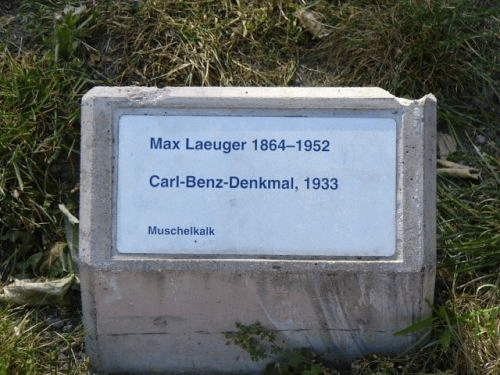 Max Laeuger 1864–1952
Carl-Benz-Denkmal, 1933
Muschelkalk